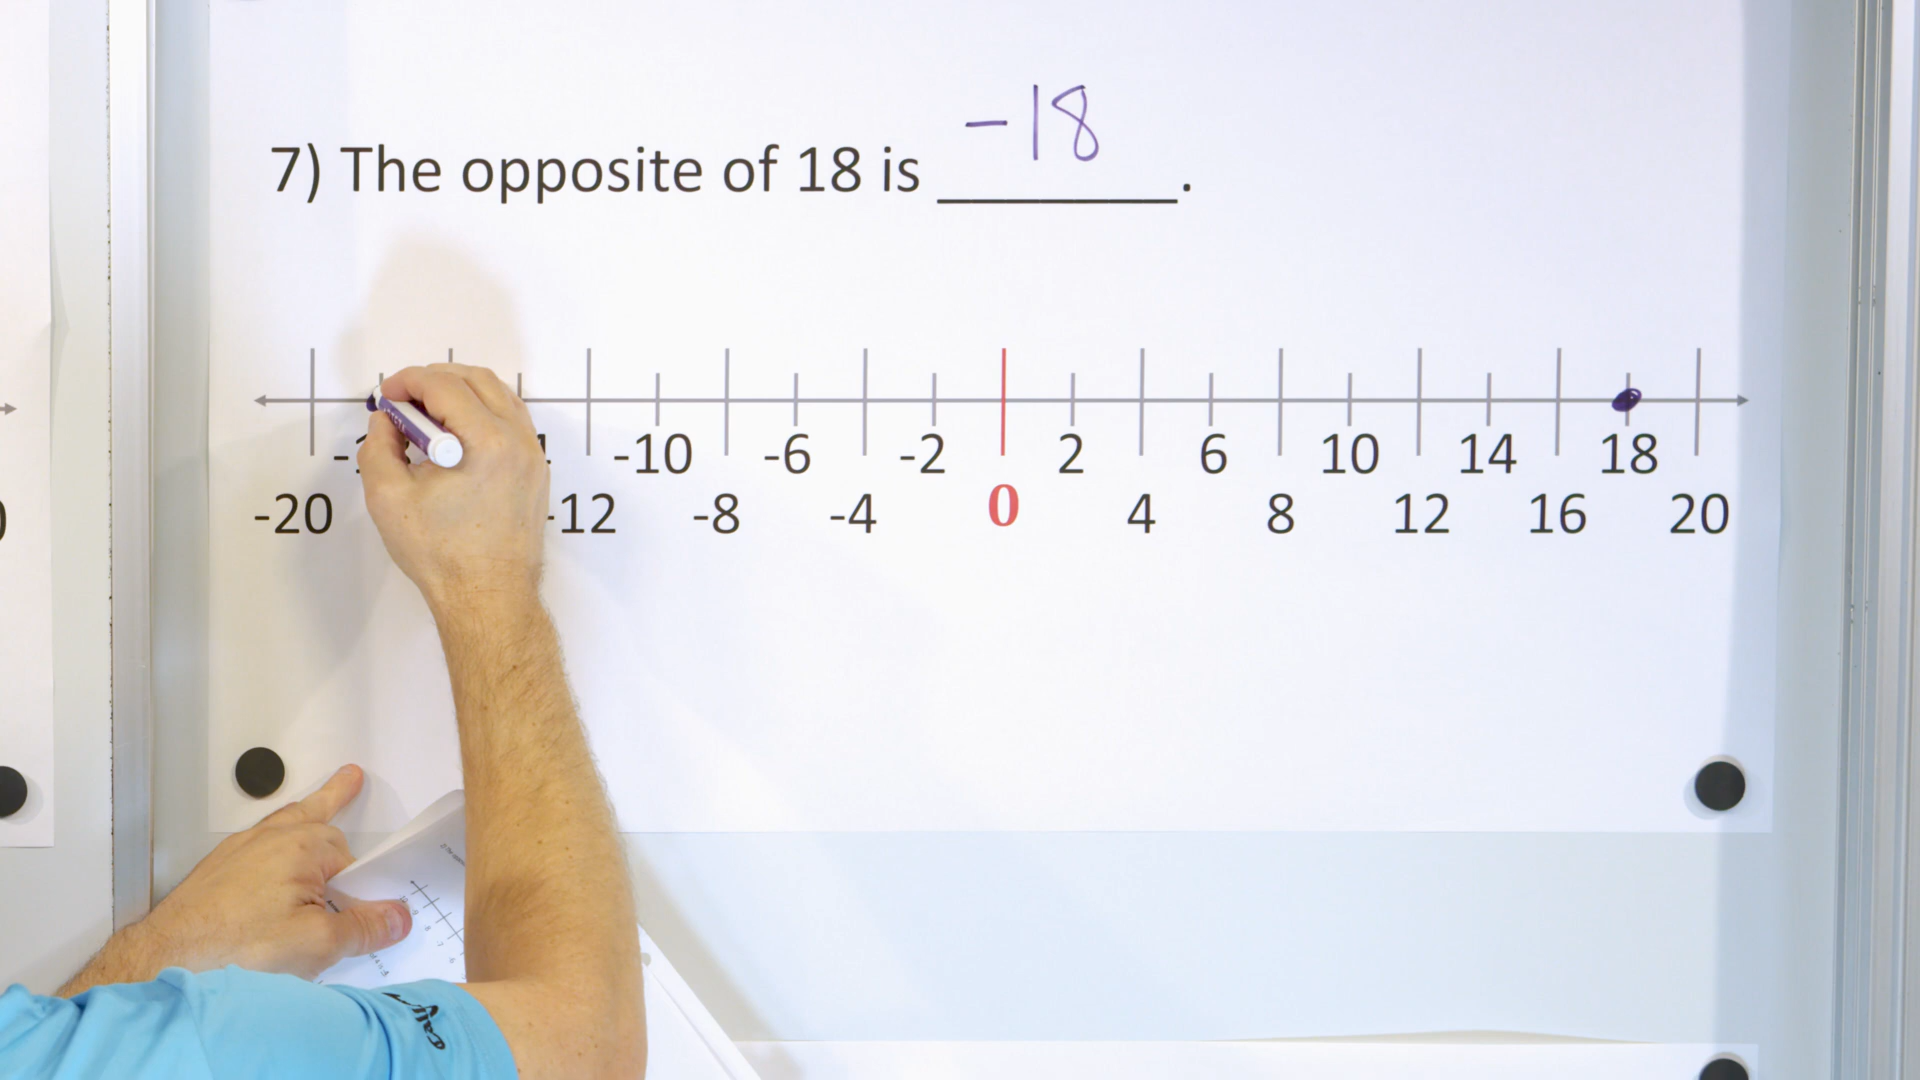 -18
7) The opposite of 18 is ________.
-10 -6 -2 2 6 10 14 18
-20 -12 -8 -4 0 4 8 12 16 20